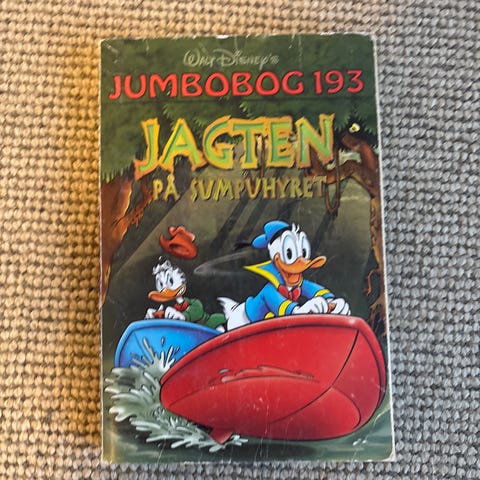 Walt Disney's
JUMBOBOG 193
JAGTEN
PÅ SUMPUHYRET